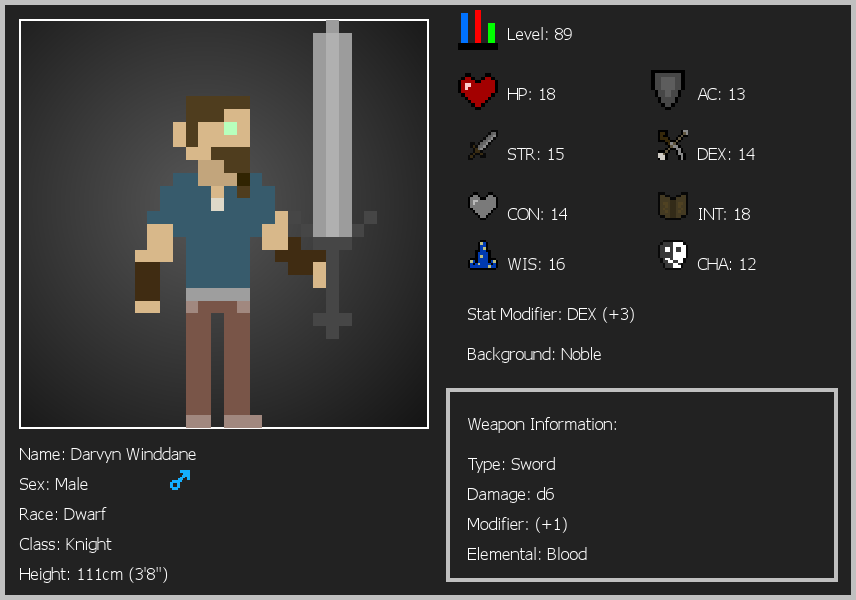 Level: 89
HP: 18
AC: 13
STR: 15
DEX: 14
CON: 14
INT: 18
WIS: 16
CHA: 12
Stat Modifier: DEX (+3)
Background: Noble
Weapon Information:
Type: Sword
Damage: d6
Modifier: (+1)
Elemental: Blood
Name: Darvyn Winddane
Sex: Male
Race: Dwarf
Class: Knight
Height: 111cm (3'8")